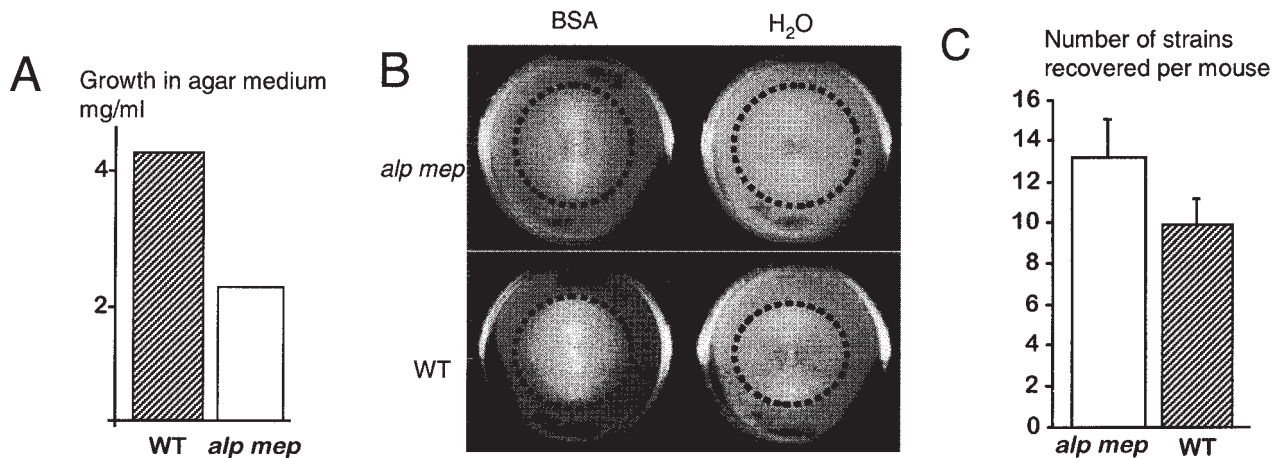 A
Growth in agar medium
mg/ml
4
2
WT
alp mep
B
BSA
H₂O
alp mep
WT
C
Number of strains
recovered per mouse
16
14
12
10
8
6
4
2
0
alp mep
WT